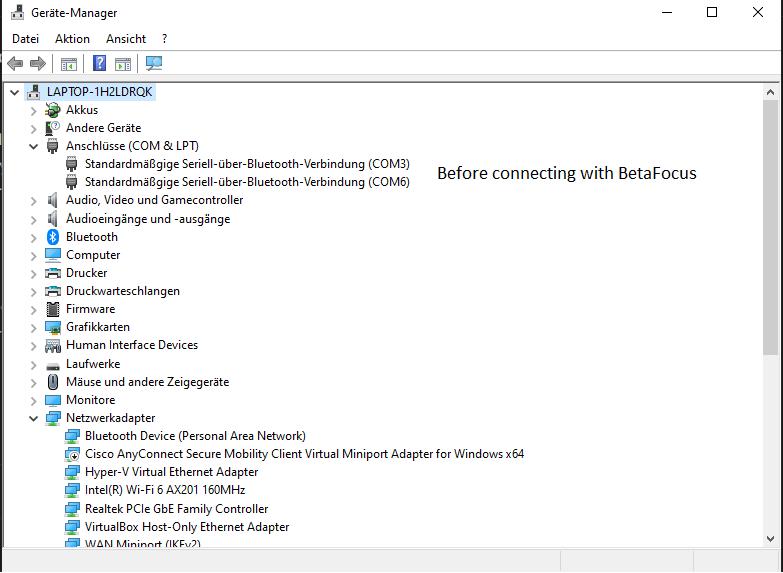 Geräte-Manager
Datei Aktion Ansicht ?
LAPTOP-1H2LDRQK
Akkus
Andere Geräte
Anschlüsse (COM & LPT)
Standardmäßgige Seriell-über-Bluetooth-Verbindung (COM3)
Before connecting with BetaFocus
Standardmäßgige Seriell-über-Bluetooth-Verbindung (COM6)
Audio, Video und Gamecontroller
Audioeingänge und -ausgänge
Bluetooth
Computer
Drucker
Druckwarteschlangen
Firmware
Grafikkarten
Human Interface Devices
Laufwerke
Mäuse und andere Zeigegeräte
Monitore
Netzwerkadapter
Bluetooth Device (Personal Area Network)
Cisco AnyConnect Secure Mobility Client Virtual Miniport Adapter for Windows x64
Hyper-V Virtual Ethernet Adapter
Intel(R) Wi-Fi 6 AX201 160MHz
Realtek PCIe GbE Family Controller
VirtualBox Host-Only Ethernet Adapter
WAN Miniport (IKEv2)